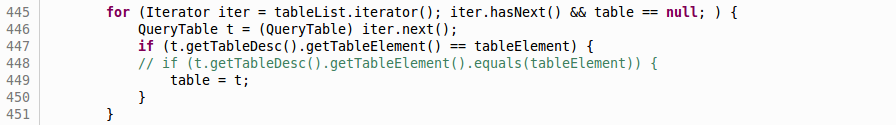 445 for (Iterator iter = tableList.iterator(); iter.hasNext() && table == null; ) {
446 QueryTable t = (QueryTable) iter.next();
447 if (t.getTableDesc().getTableElement() == tableElement) {
448 // if (t.getTableDesc().getTableElement().equals(tableElement)) {
449 table = t;
450 }
451 }